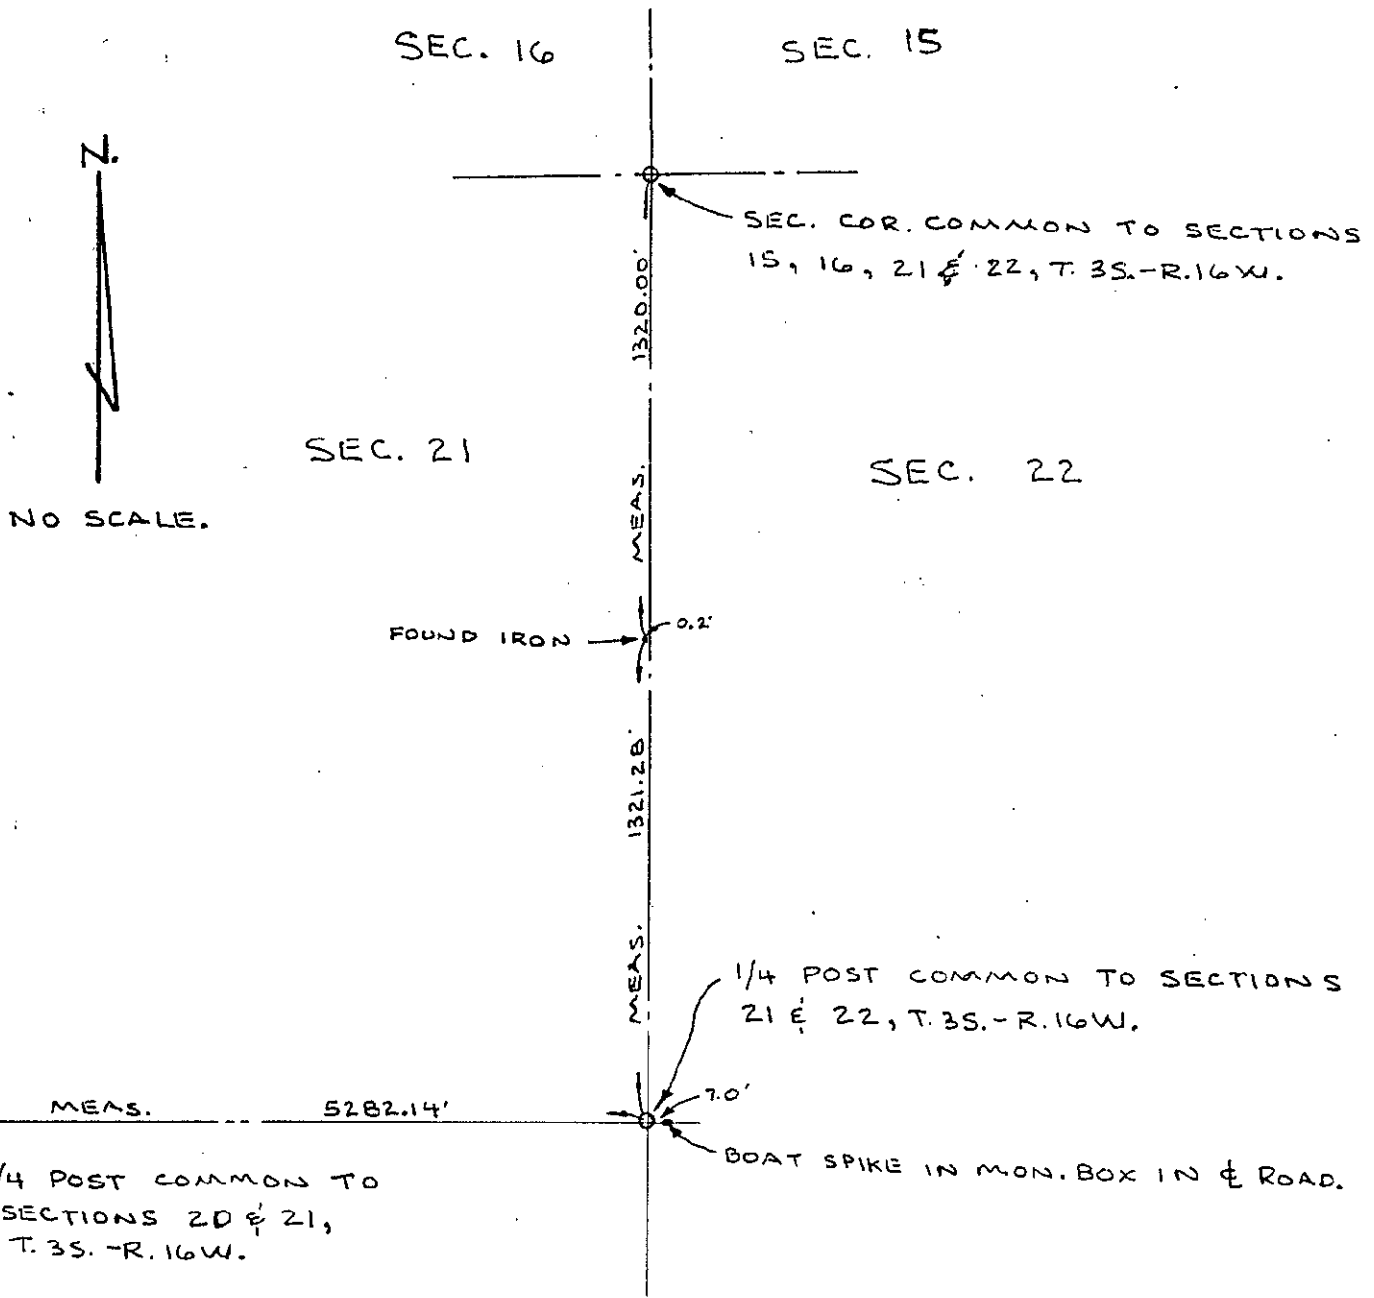 SEC. 16
SEC. 15
N.
SEC. COR. COMMON TO SECTIONS
15, 16, 21 & 22, T. 3S.-R.16W.
1320.00'
SEC. 21
SEC. 22
MEAS.
NO SCALE.
FOUND IRON
0.2'
1321.28'
MEAS.
1/4 POST COMMON TO SECTIONS
21 & 22, T. 3S.-R.16W.
MEAS. 5282.14'
7.0'
BOAT SPIKE IN MON. BOX IN ℄ ROAD.
/4 POST COMMON TO
SECTIONS 20 & 21,
T. 3S.-R.16W.